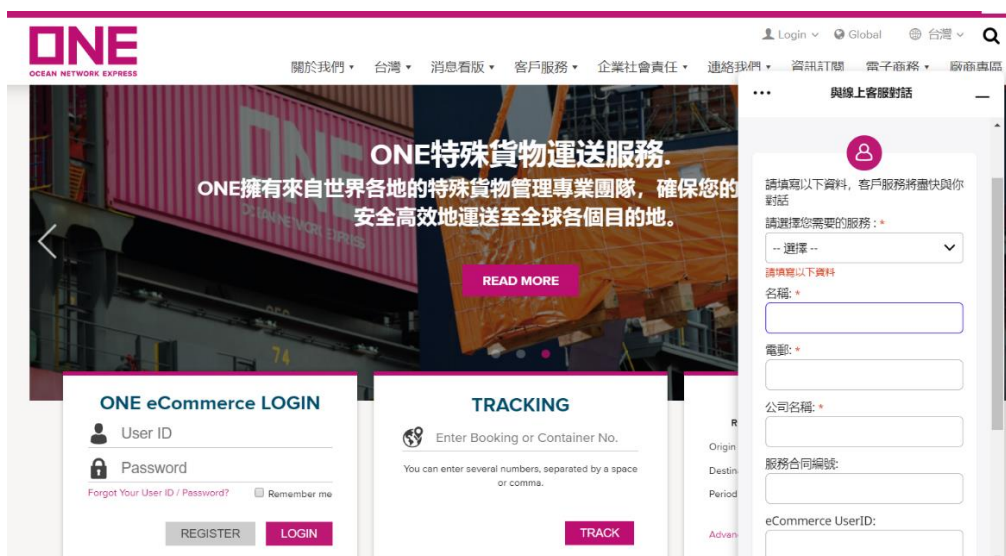 ONE
OCEAN NETWORK EXPRESS
Login
Global
台灣
關於我們
台灣
消息看版
客戶服務
企業社會責任
連絡我們
資訊訂閱
電子商務
廠商專區
ONE特殊貨物運送服務.
ONE擁有來自世界各地的特殊貨物管理專業團隊，確保您的
安全高效地運送至全球各個目的地。
READ MORE
74
ONE eCommerce LOGIN
User ID
Password
Forgot Your User ID / Password?
Remember me
REGISTER
LOGIN
TRACKING
Enter Booking or Container No.
You can enter several numbers, separated by a space
or comma.
TRACK
R
Origin
Destin
Period
Advan
與線上客服對話
請填寫以下資料，客戶服務將盡快與你
對話
請選擇您需要的服務 : *
-- 選擇 --
請填寫以下資料
名稱: *
電郵: *
公司名稱: *
服務合同編號:
eCommerce UserID: